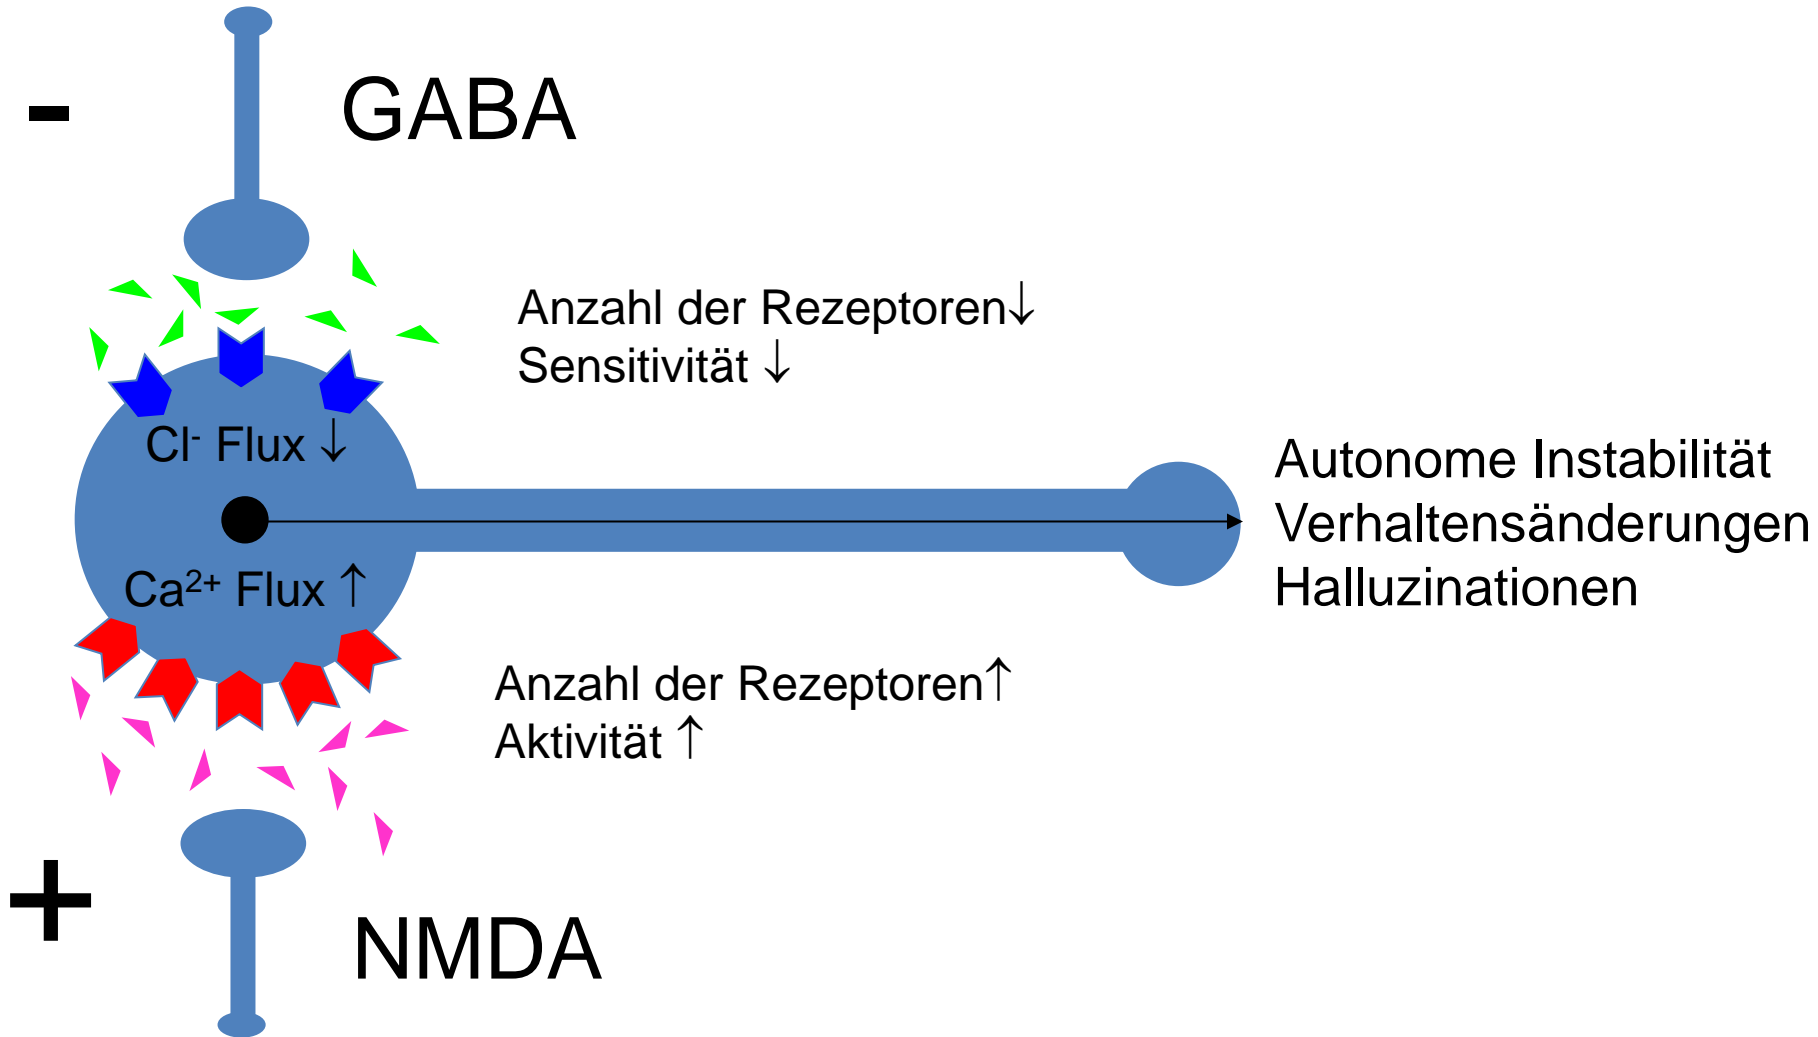 -
GABA
Anzahl der Rezeptoren↓
Sensitivität ↓
Cl⁻ Flux ↓
Autonome Instabilität
Verhaltensänderungen
Halluzinationen
Ca²⁺ Flux ↑
Anzahl der Rezeptoren↑
Aktivität ↑
+
NMDA